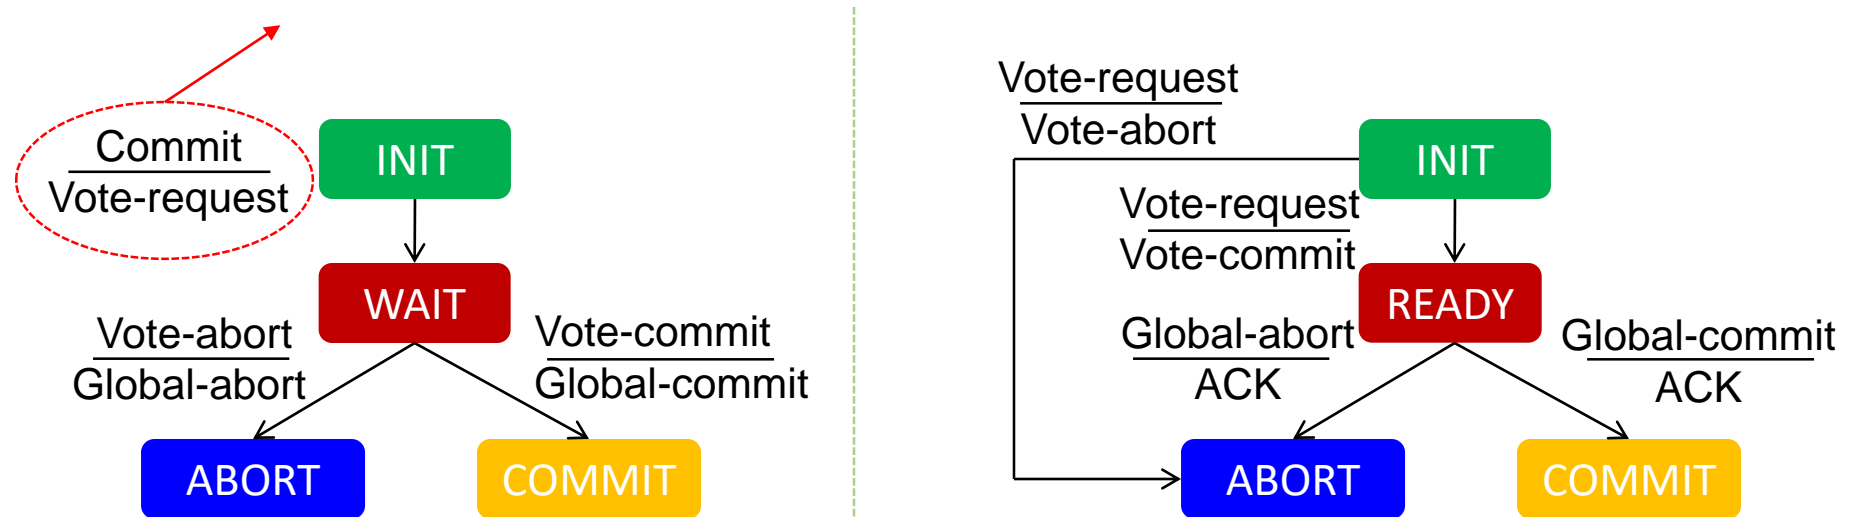 Commit
Vote-request
INIT
WAIT
Vote-abort
Global-abort
Vote-commit
Global-commit
ABORT
COMMIT
Vote-request
Vote-abort
INIT
Vote-request
Vote-commit
READY
Global-abort
ACK
Global-commit
ACK
ABORT
COMMIT